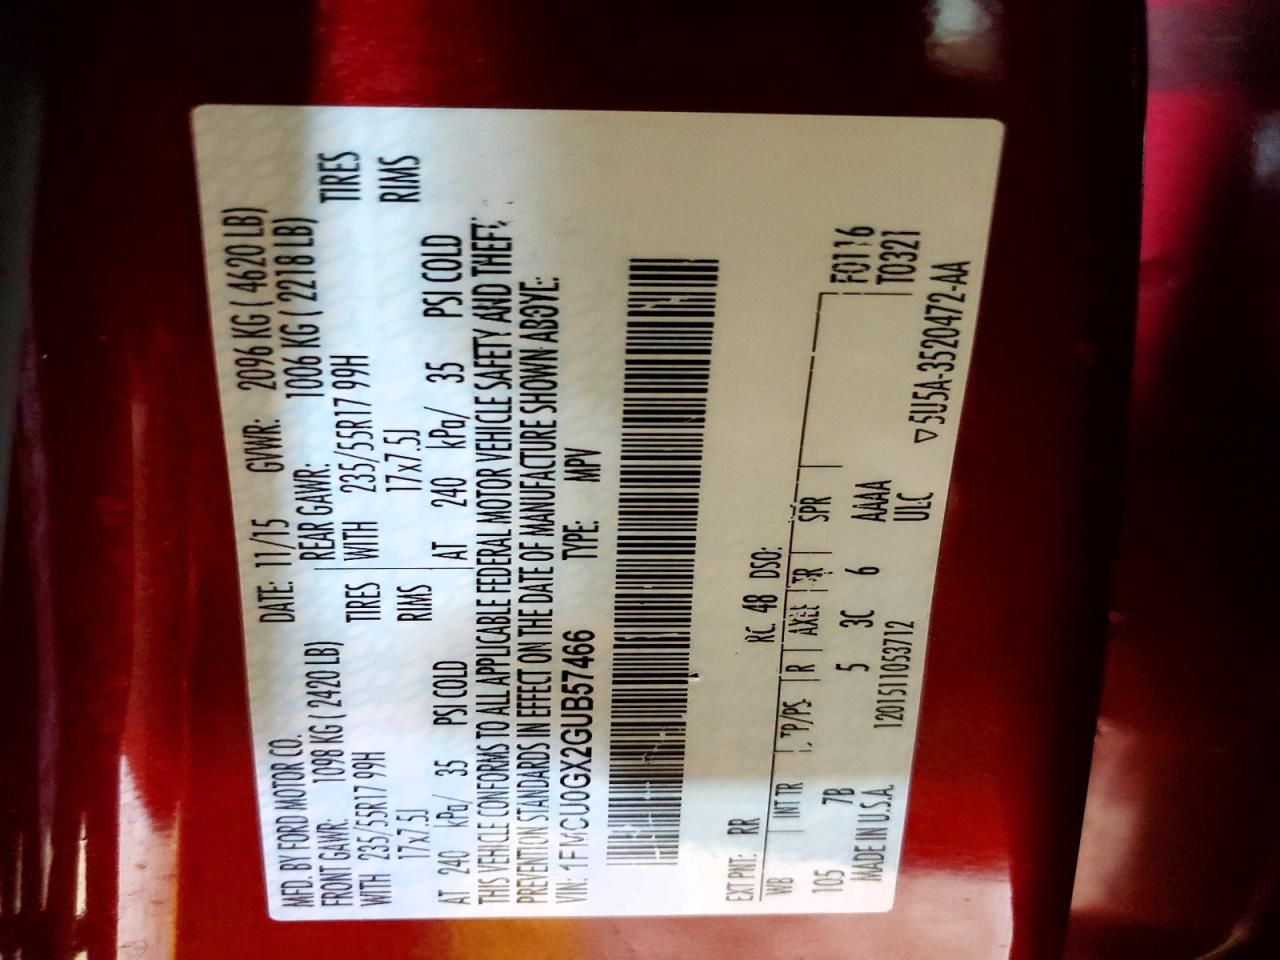 MFD. BY FORD MOTOR CO. DATE: 11/15 GVWR: 2096 KG ( 4620 LB)
FRONT GAWR: 1098 KG ( 2420 LB) REAR GAWR: 1006 KG ( 2218 LB)
WITH 235/55R17 99H TIRES WITH 235/55R17 99H TIRES
17x7.5J RIMS 17x7.5J RIMS
AT 240 kPa/ 35 PSI COLD AT 240 kPa/ 35 PSI COLD
THIS VEHICLE CONFORMS TO ALL APPLICABLE FEDERAL MOTOR VEHICLE SAFETY AND THEFT
PREVENTION STANDARDS IN EFFECT ON THE DATE OF MANUFACTURE SHOWN ABOVE.
VIN: 1FMCU0GX2GUB57466 TYPE: MPV
EXT PNT: RR RC: 48 DSO:
WB INT TR TP/PS R AXLE TR SPR F0116
105 7B 5 3C 6 AAAA T0321
MADE IN U.S.A. 1201511053712 ULC
▽5U5A-3520472-AA